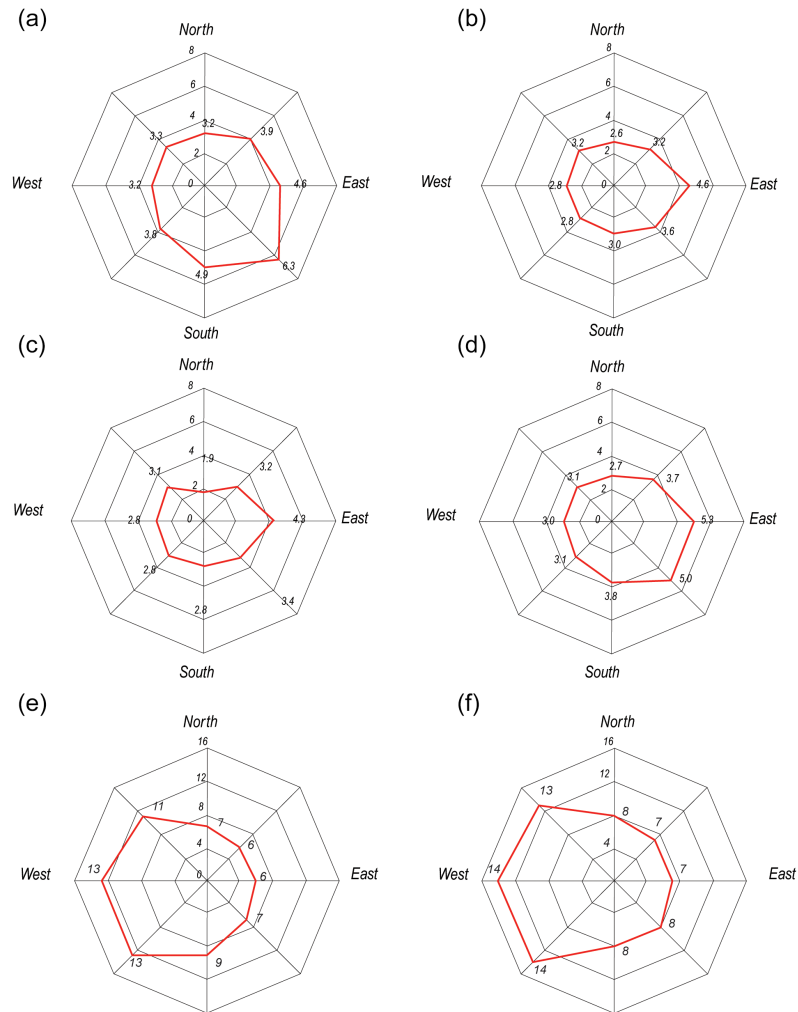 (a)
North
8
6
4
3.2
3.3
3.9
2
West
3.2
0
4.6
East
3.8
6.3
4.9
South
(b)
North
8
6
4
2.6
3.2
3.2
2
West
2.8
0
4.6
East
2.8
3.6
3.0
South
(c)
North
8
6
4
1.9
3.1
3.2
2
West
2.8
0
4.3
East
2.8
3.4
2.8
South
(d)
North
8
6
4
2.7
3.1
3.7
2
West
3.0
0
5.3
East
3.1
5.0
3.8
South
(e)
North
16
12
11
8
7
6
4
West
13
0
6
East
7
13
9
(f)
North
16
13
12
8
7
4
West
14
7
East
8
14
8